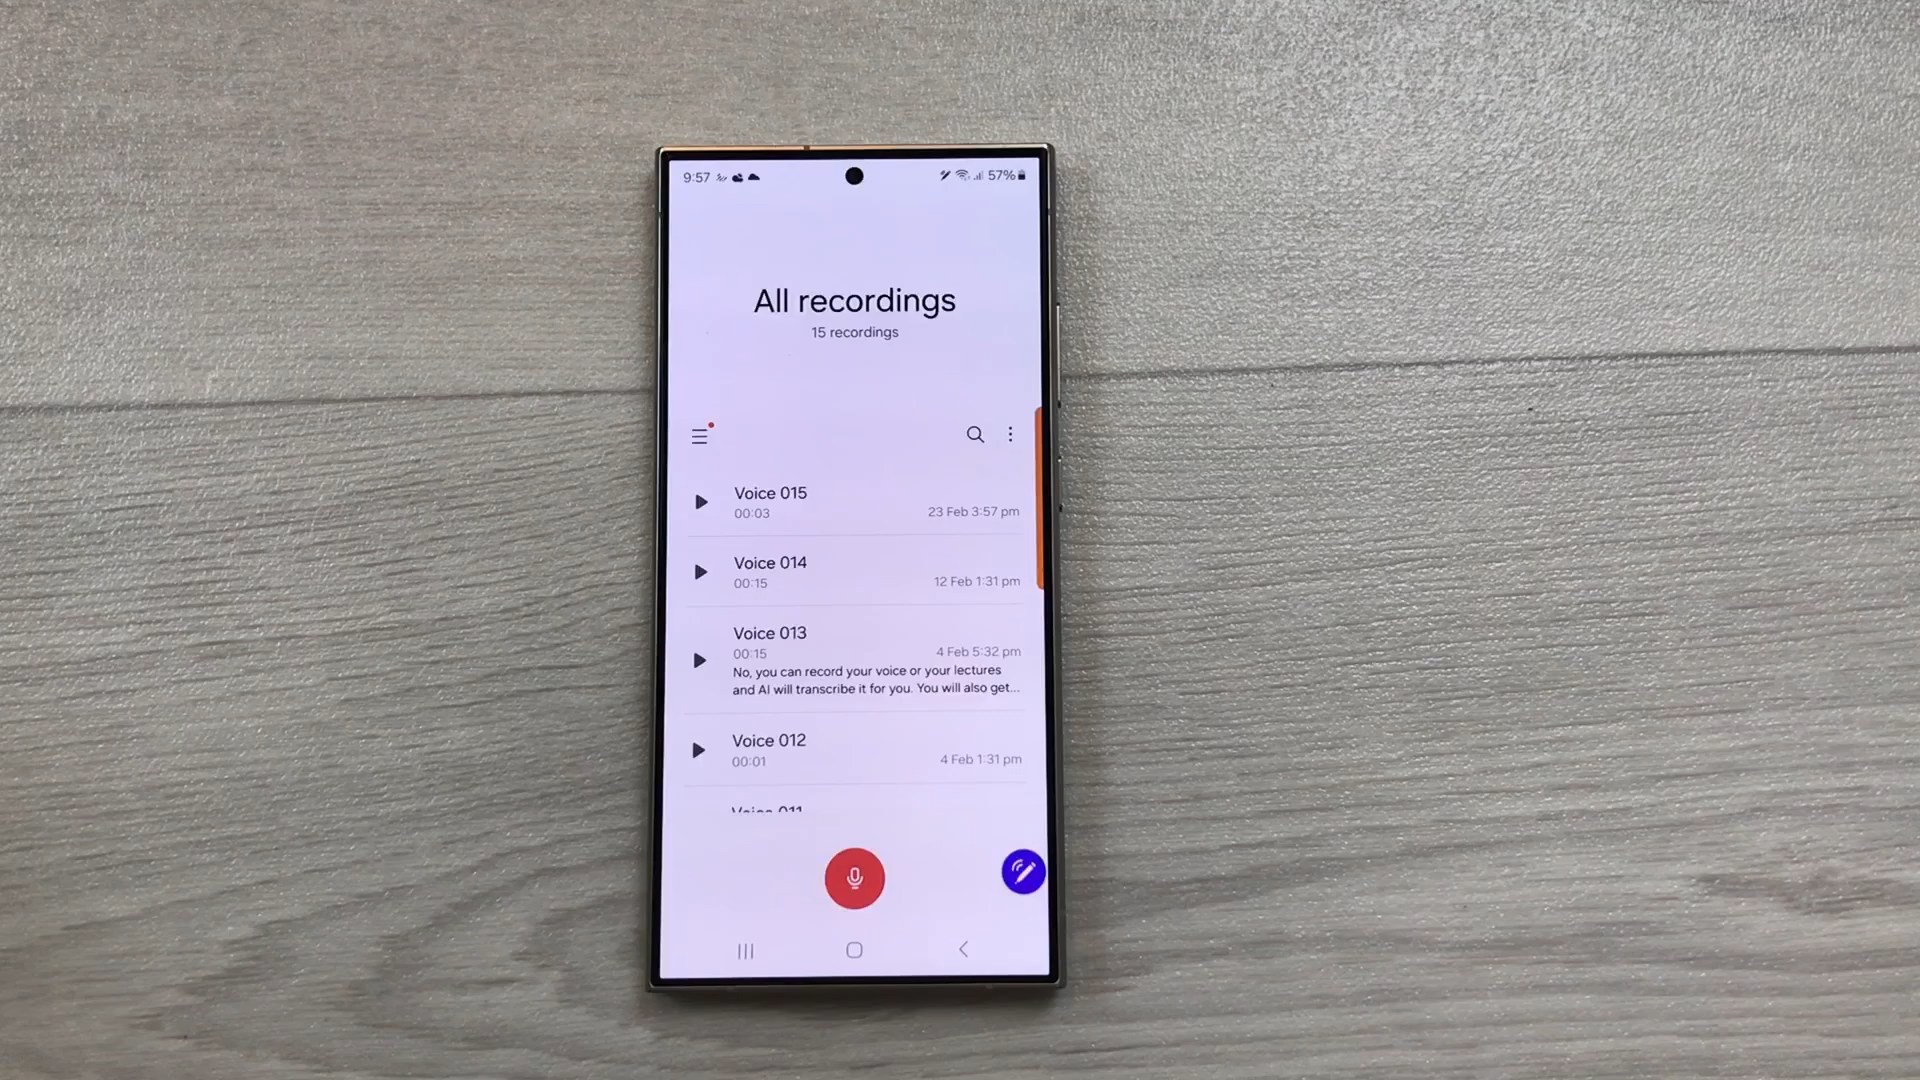 9:57 57%
All recordings
15 recordings
Voice 015
00:03 23 Feb 3:57 pm
Voice 014
00:15 12 Feb 1:31 pm
Voice 013
00:15 4 Feb 5:32 pm
No, you can record your voice or your lectures
and AI will transcribe it for you. You will also get...
Voice 012
00:01 4 Feb 1:31 pm
Voice 011